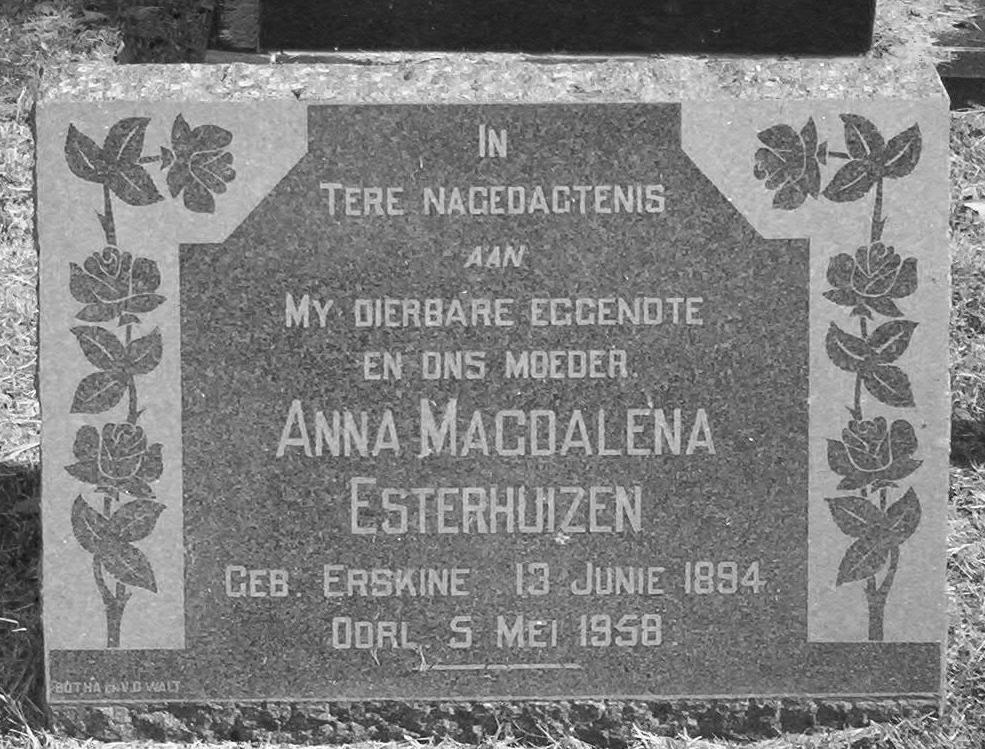 IN
TERE NAGEDAGTENIS
AAN
MY DIERBARE EGGENOTE
EN ONS MOEDER.
ANNA MAGDALENA
ESTERHUIZEN
GEB. ERSKINE 13 JUNIE 1894.
OORL. 5 MEI 1958
BOTHA EN V.D WALT